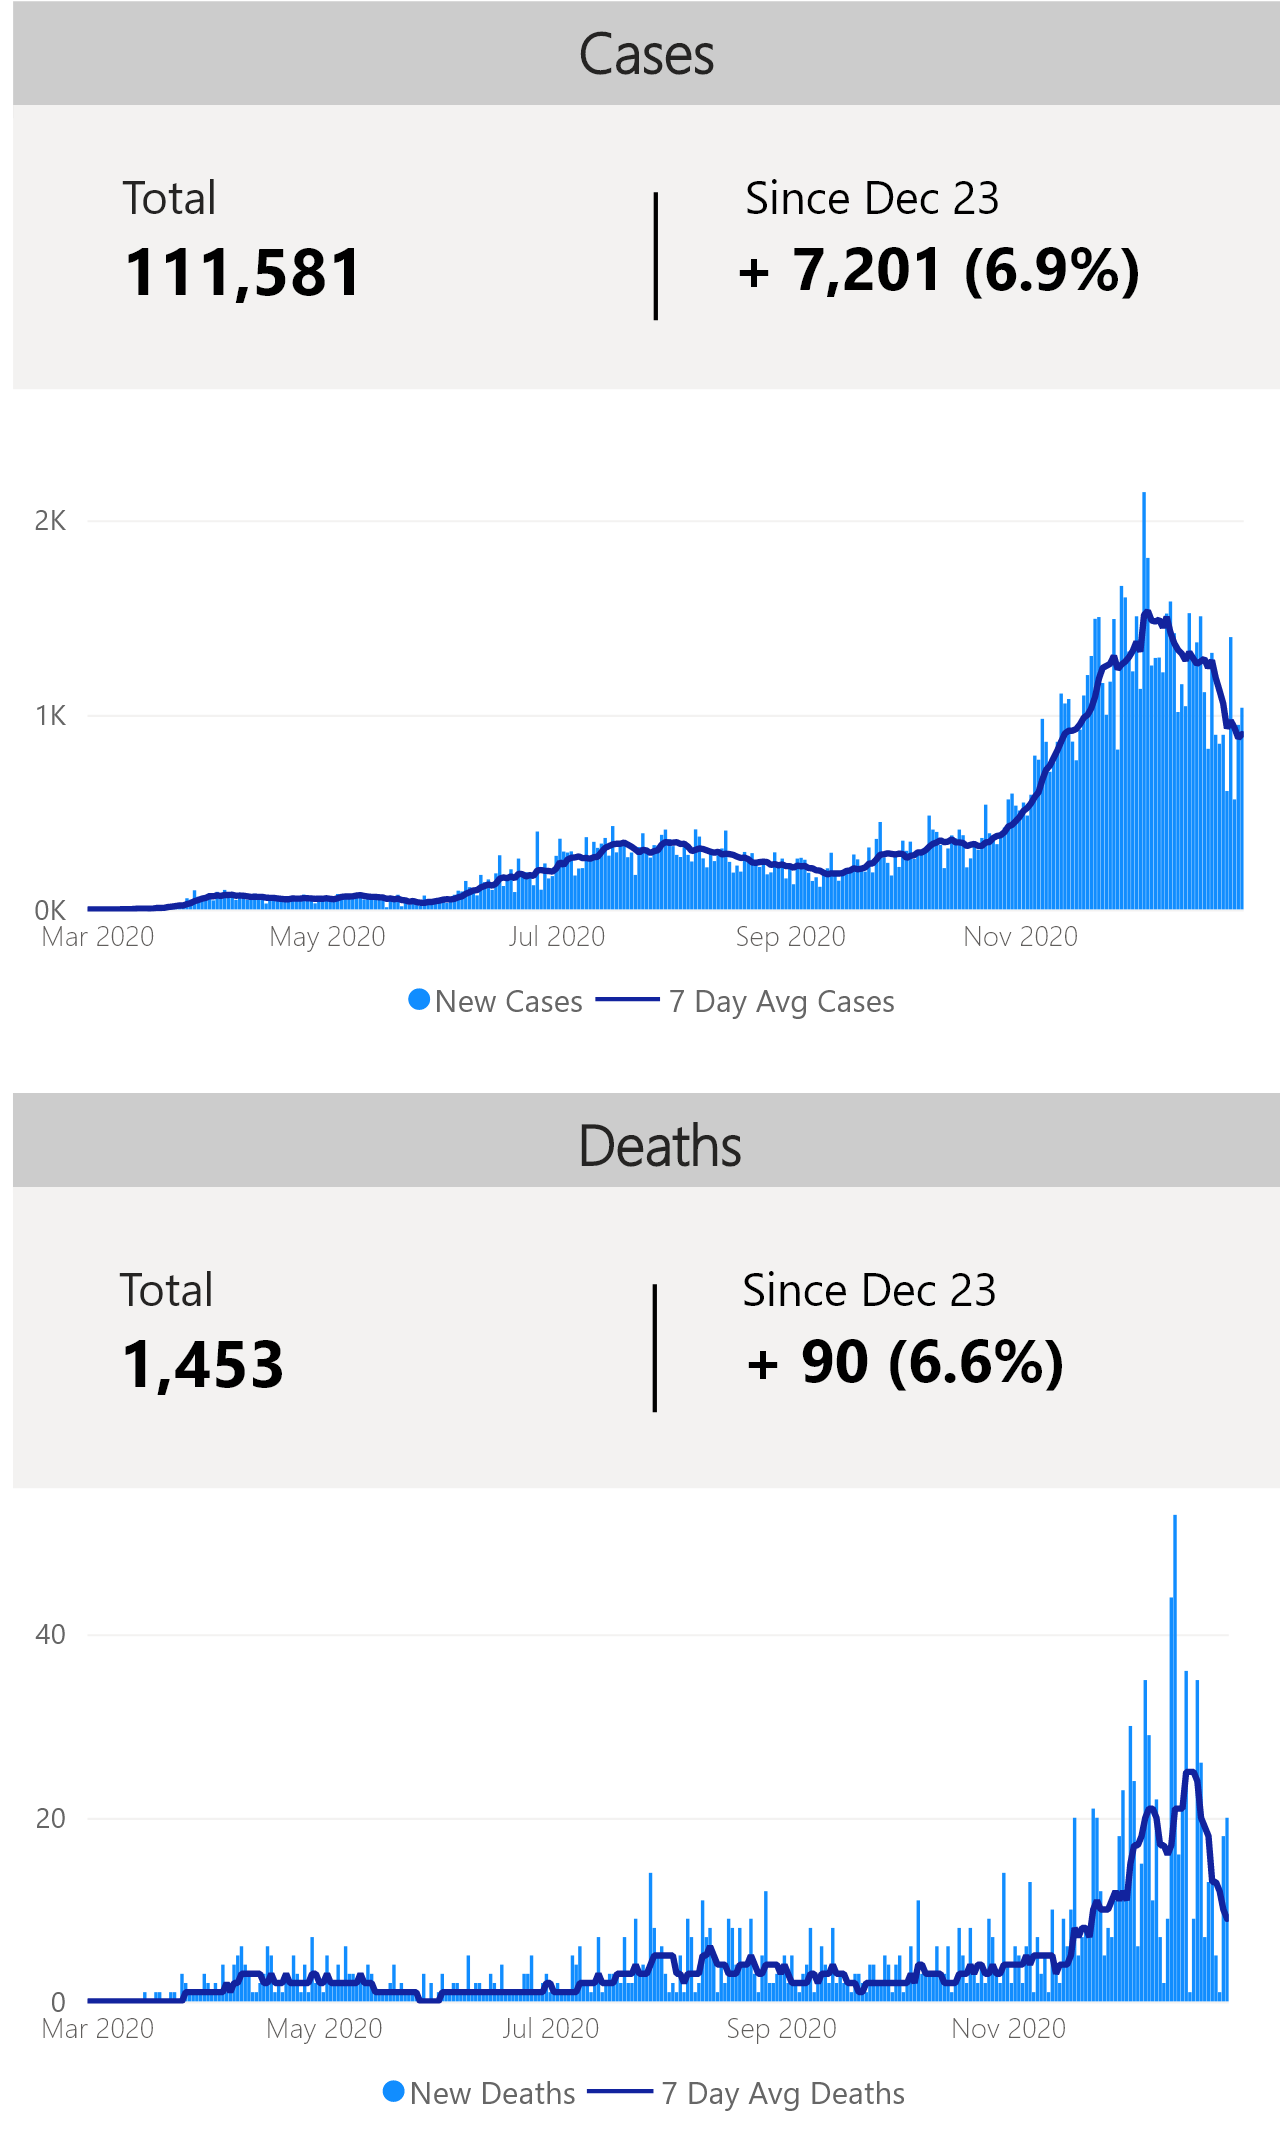 Cases
Total
Since Dec 23
111,581
+ 7,201 (6.9%)
2K
1K
0K
Mar 2020 May 2020 Jul 2020 Sep 2020 Nov 2020
New Cases 7 Day Avg Cases
Deaths
Total
Since Dec 23
1,453
+ 90 (6.6%)
40
20
0
Mar 2020 May 2020 Jul 2020 Sep 2020 Nov 2020
New Deaths 7 Day Avg Deaths